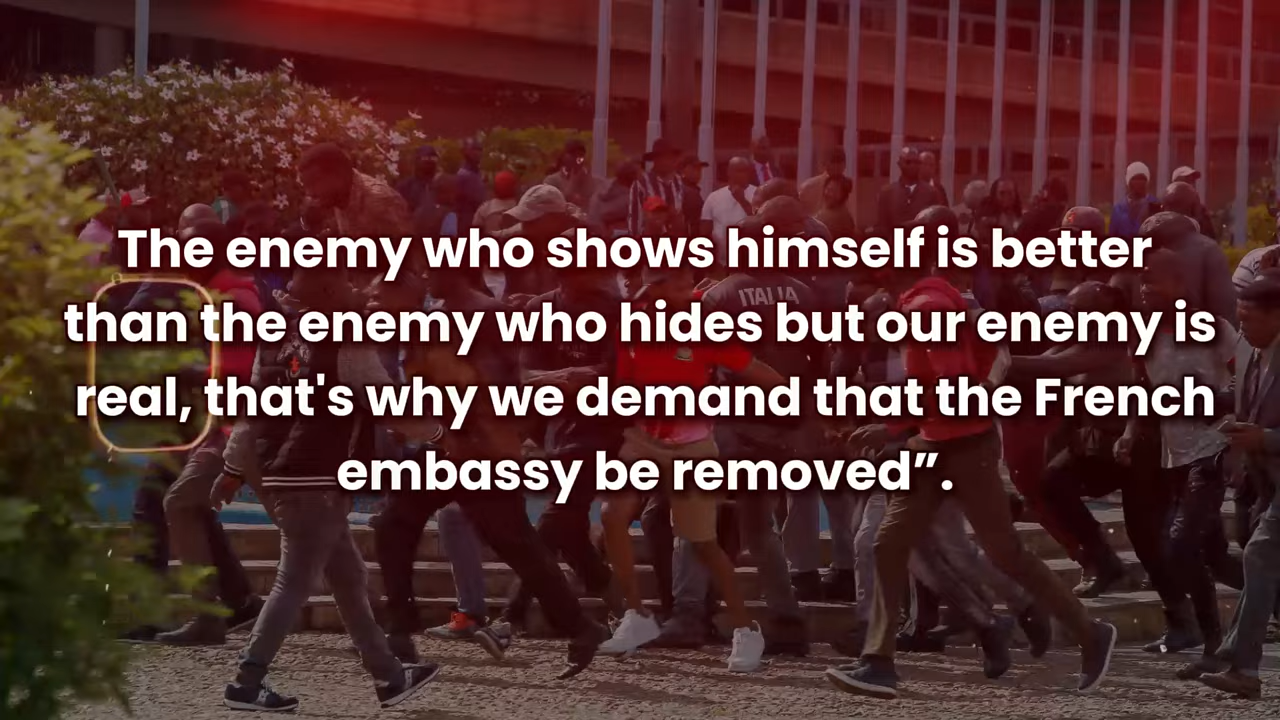 The enemy who shows himself is better
than the enemy who hides but our enemy is
real, that's why we demand that the French
embassy be removed”.
ITALIA